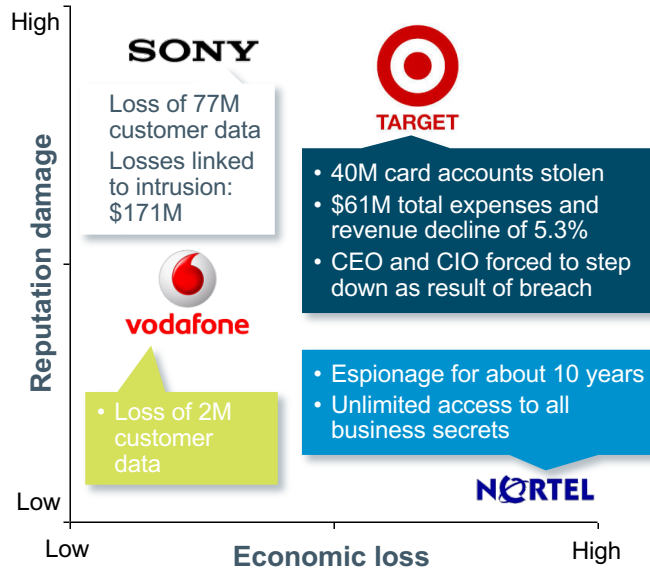 High
SONY
Loss of 77M
customer data
Losses linked
to intrusion:
$171M
TARGET
• 40M card accounts stolen
• $61M total expenses and
revenue decline of 5.3%
• CEO and CIO forced to step
down as result of breach
Reputation damage
vodafone
• Loss of 2M
customer
data
• Espionage for about 10 years
• Unlimited access to all
business secrets
NORTEL
Low
Low
Economic loss
High